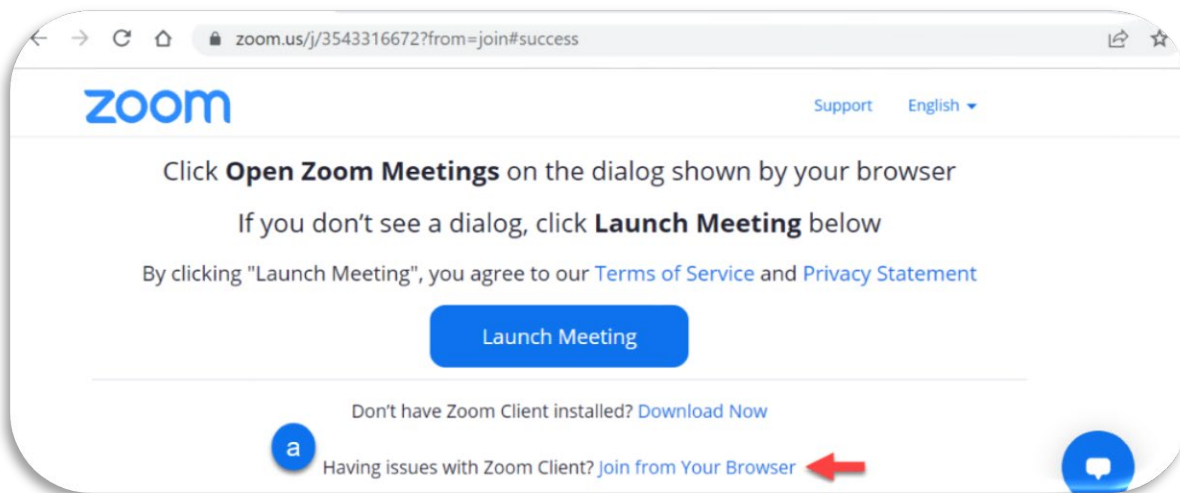 zoom.us/j/3543316672?from=join#success
zoom
Support English
Click Open Zoom Meetings on the dialog shown by your browser
If you don’t see a dialog, click Launch Meeting below
By clicking "Launch Meeting", you agree to our Terms of Service and Privacy Statement
Launch Meeting
Don’t have Zoom Client installed? Download Now
a
Having issues with Zoom Client? Join from Your Browser